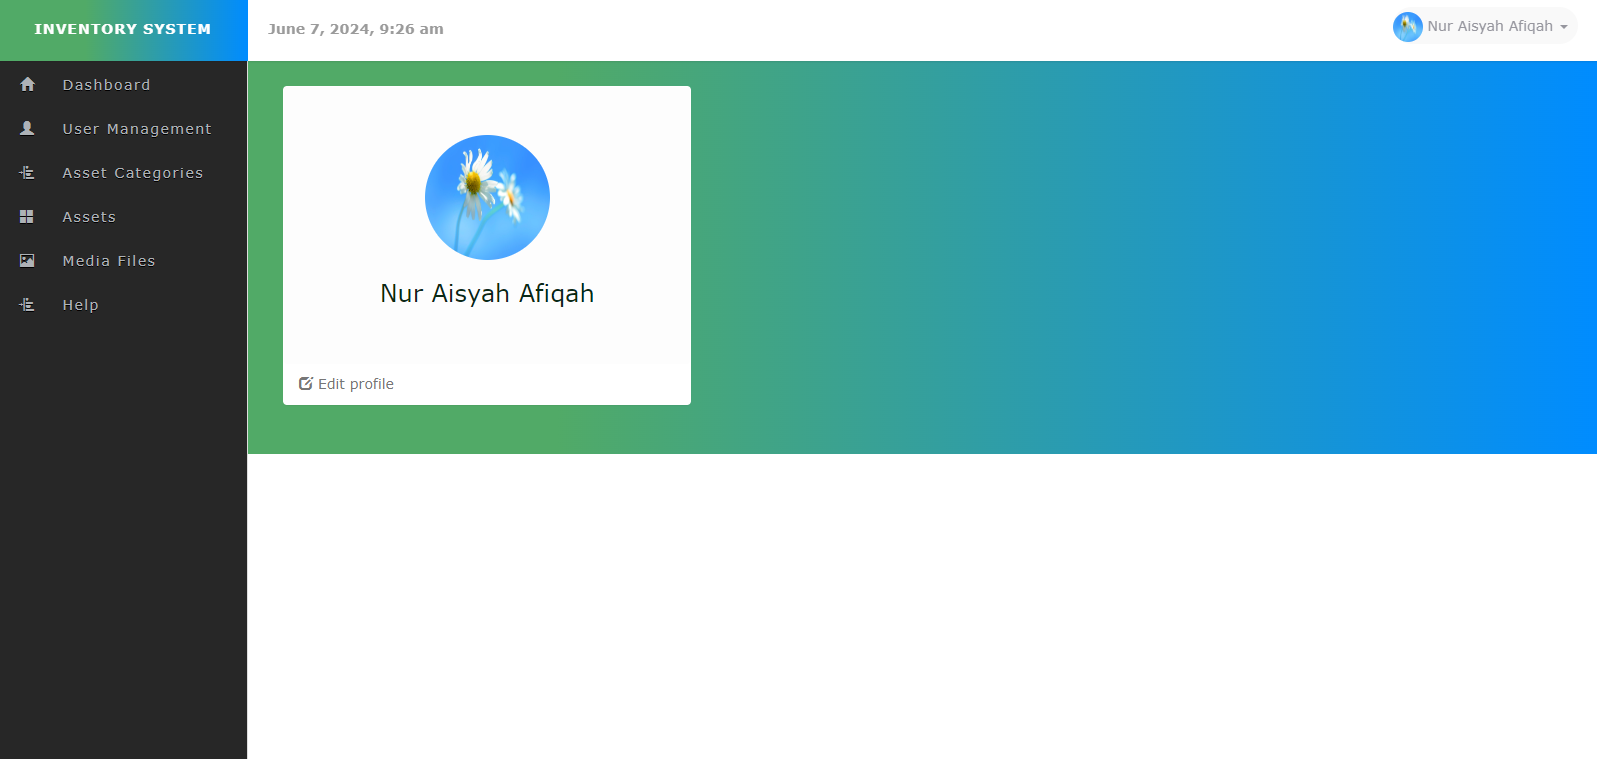 INVENTORY SYSTEM
June 7, 2024, 9:26 am
Nur Aisyah Afiqah
Dashboard
User Management
Asset Categories
Assets
Media Files
Help
Nur Aisyah Afiqah
Edit profile